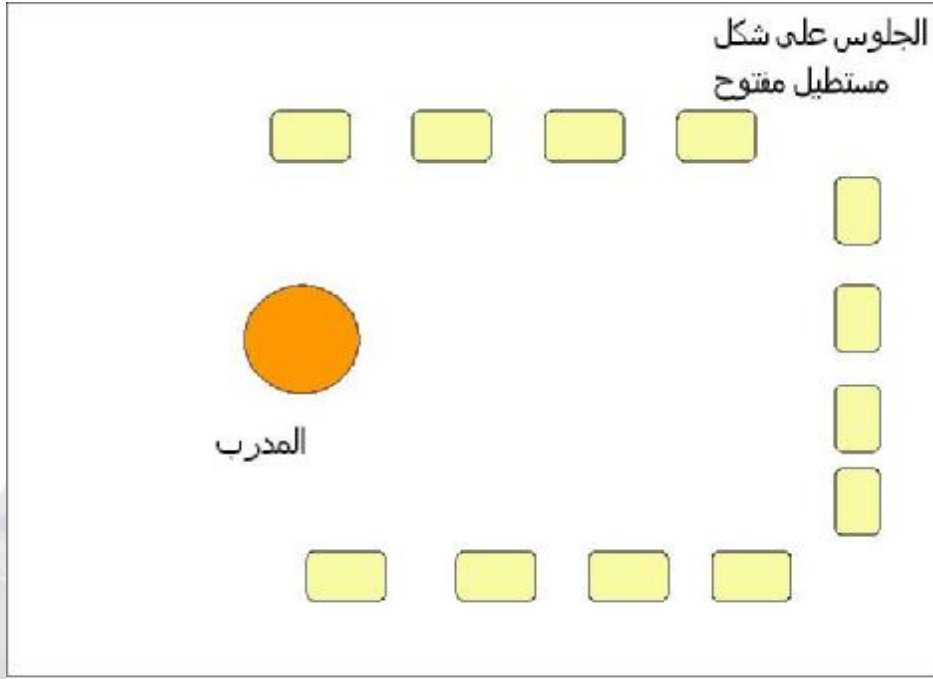 الجلوس على شكل
مستطيل مفتوح
المدرب